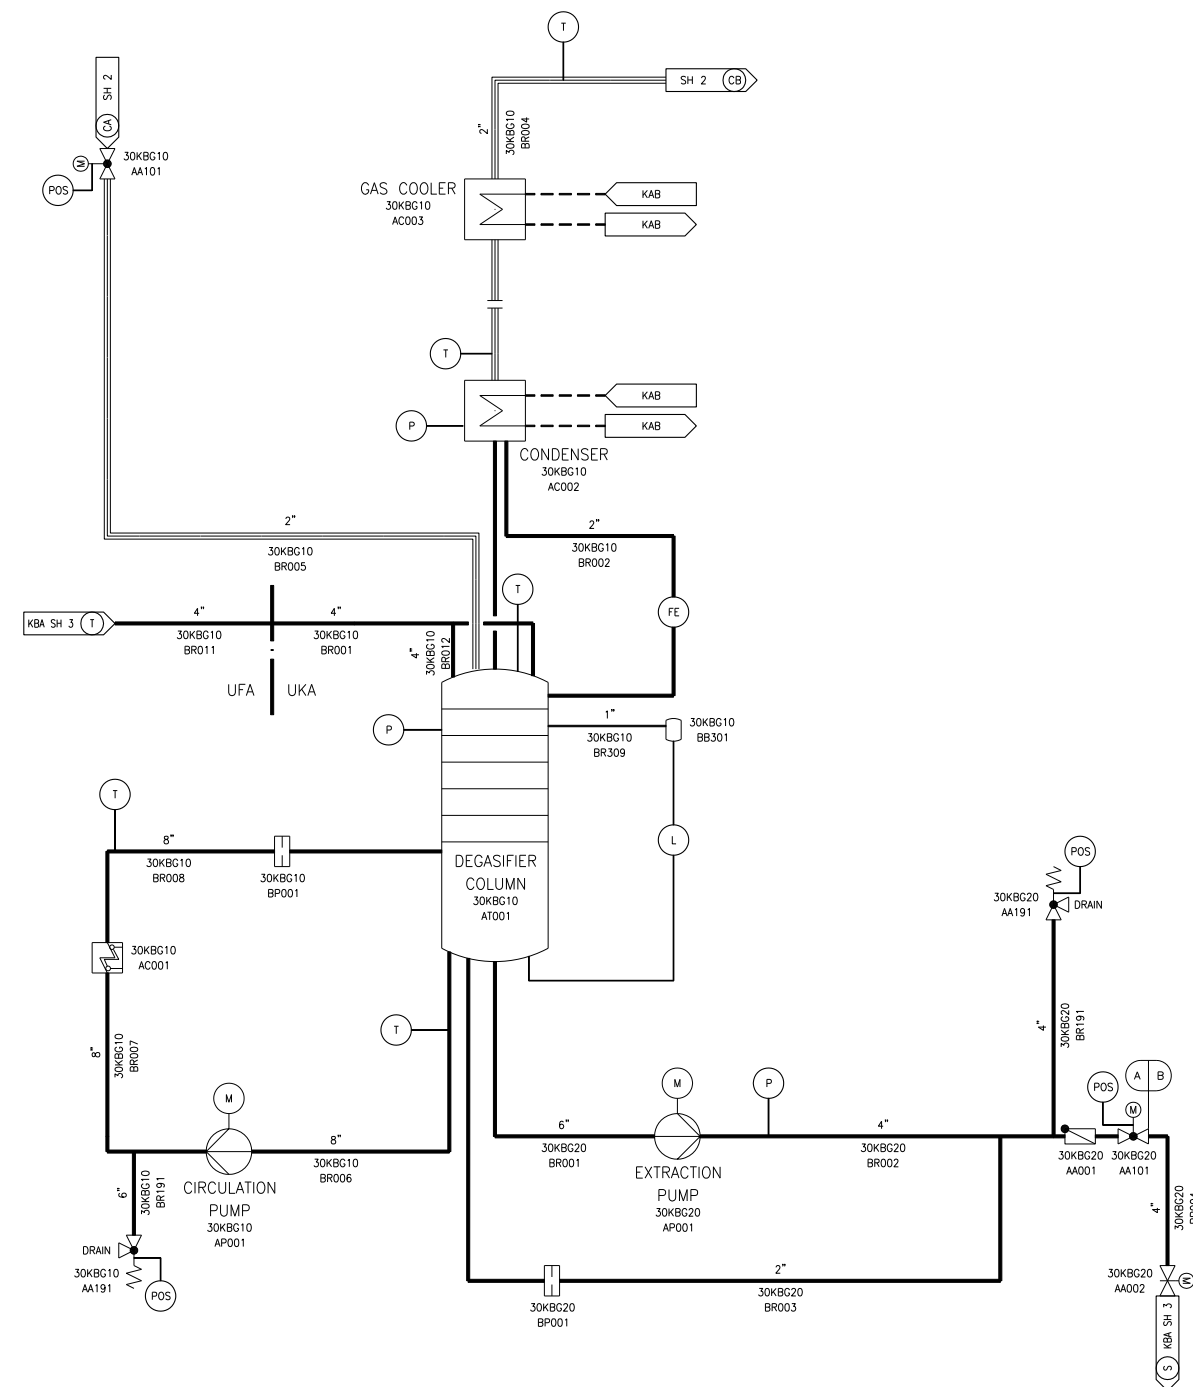 T
SH 2
CB
SH 2
CA
2"
30KBG10
BR004
M
30KBG10
AA101
POS
GAS COOLER
30KBG10
AC003
KAB
KAB
T
KAB
P
KAB
CONDENSER
30KBG10
AC002
2"
30KBG10
BR005
2"
30KBG10
BR002
T
FE
KBA SH 3
T
4"
30KBG10
BR011
4"
30KBG10
BR001
4"
30KBG10
BR012
UFA
UKA
P
1"
30KBG10
BR309
30KBG10
BB301
T
8"
30KBG10
BR008
30KBG10
BP001
DEGASIFIER
COLUMN
30KBG10
AT001
L
POS
30KBG20
AA191
DRAIN
30KBG10
AC001
T
8"
30KBG10
BR007
4"
30KBG20
BR191
M
M
P
POS
A
B
M
8"
30KBG10
BR006
6"
30KBG20
BR001
4"
30KBG20
BR002
30KBG20
AA001
30KBG20
AA101
CIRCULATION
PUMP
30KBG10
AP001
EXTRACTION
PUMP
30KBG20
AP001
6"
30KBG10
BR191
4"
30KBG20
DRAIN
30KBG10
AA191
POS
2"
30KBG20
BR003
30KBG20
BP001
30KBG20
AA002
M
KBA SH 3
S